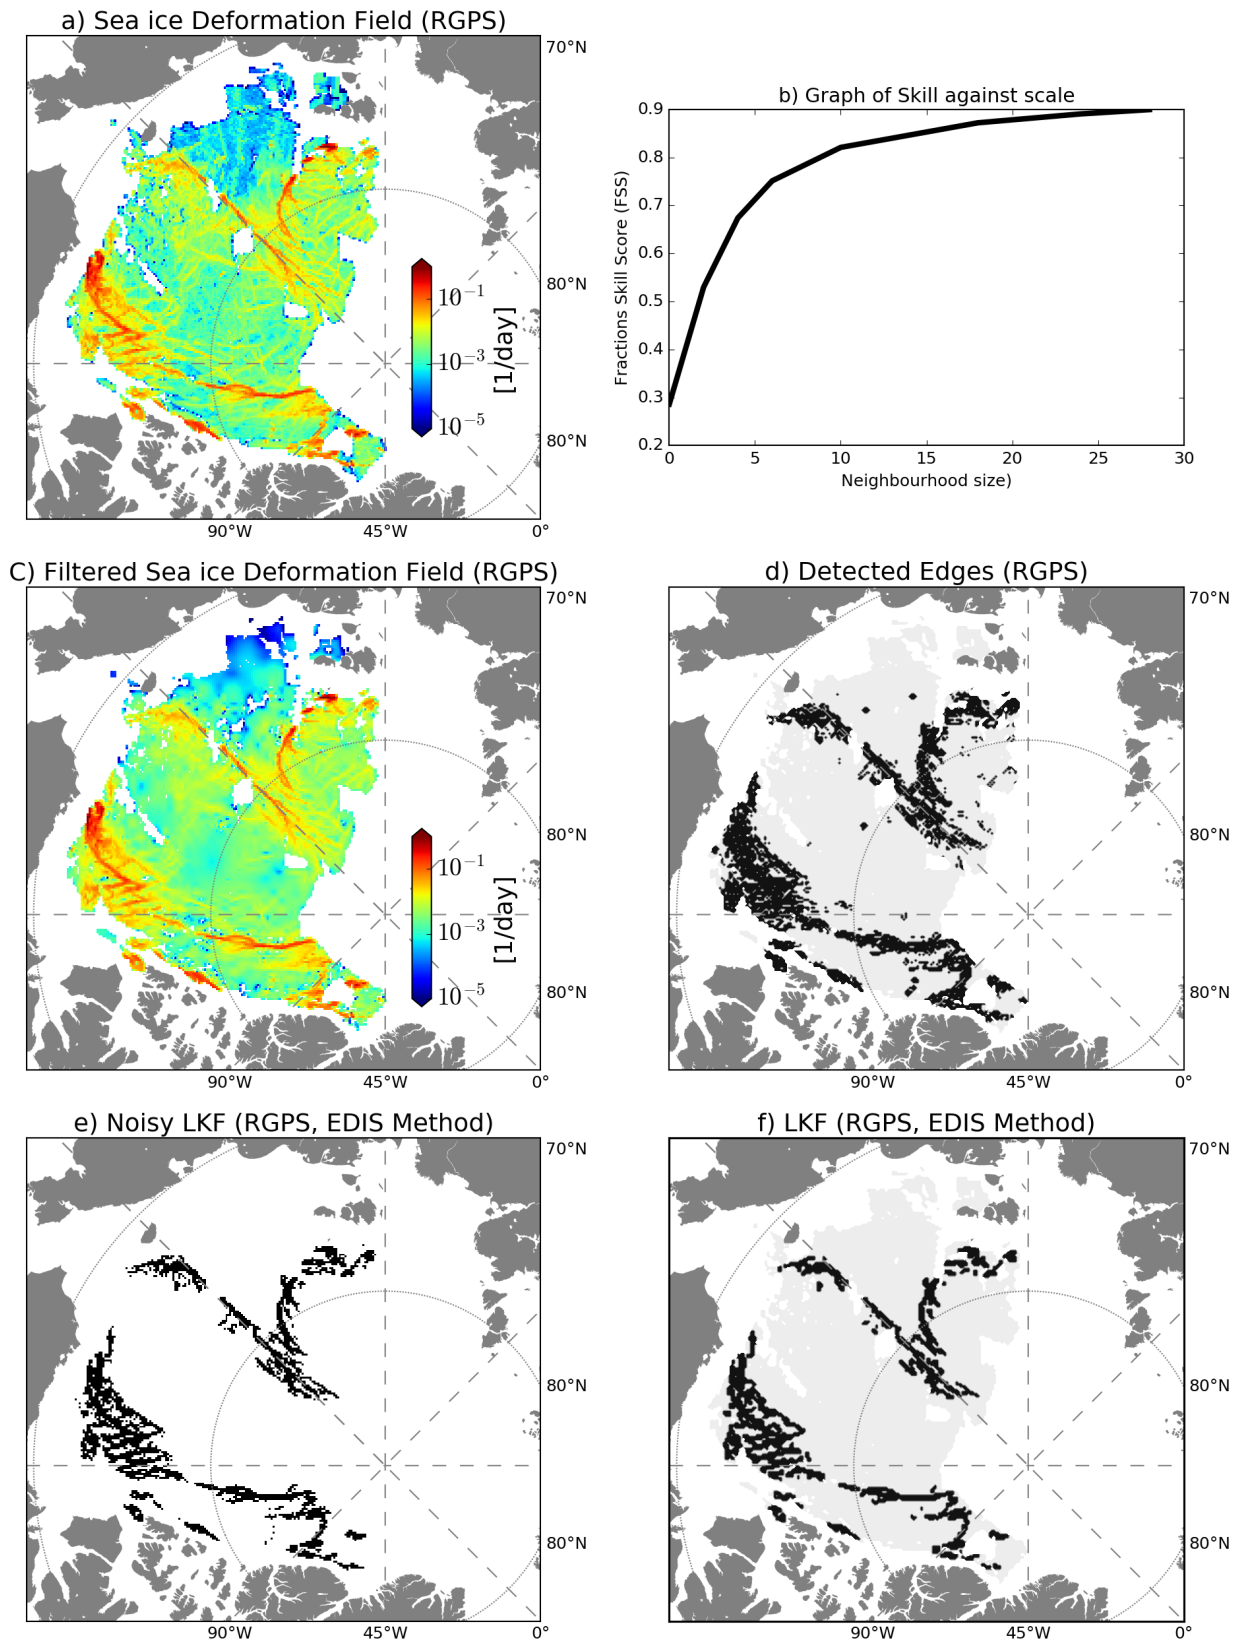 a) Sea ice Deformation Field (RGPS)
70°N
80°N
80°N
90°W 45°W 0°
10⁻¹
10⁻³
10⁻⁵
[1/day]
b) Graph of Skill against scale
Fractions Skill Score (FSS)
0.9
0.8
0.7
0.6
0.5
0.4
0.3
0.2
0 5 10 15 20 25 30
Neighbourhood size)
C) Filtered Sea ice Deformation Field (RGPS)
70°N
80°N
80°N
90°W 45°W 0°
10⁻¹
10⁻³
10⁻⁵
[1/day]
d) Detected Edges (RGPS)
70°N
80°N
80°N
90°W 45°W 0°
e) Noisy LKF (RGPS, EDIS Method)
70°N
80°N
80°N
90°W 45°W 0°
f) LKF (RGPS, EDIS Method)
70°N
80°N
80°N
90°W 45°W 0°